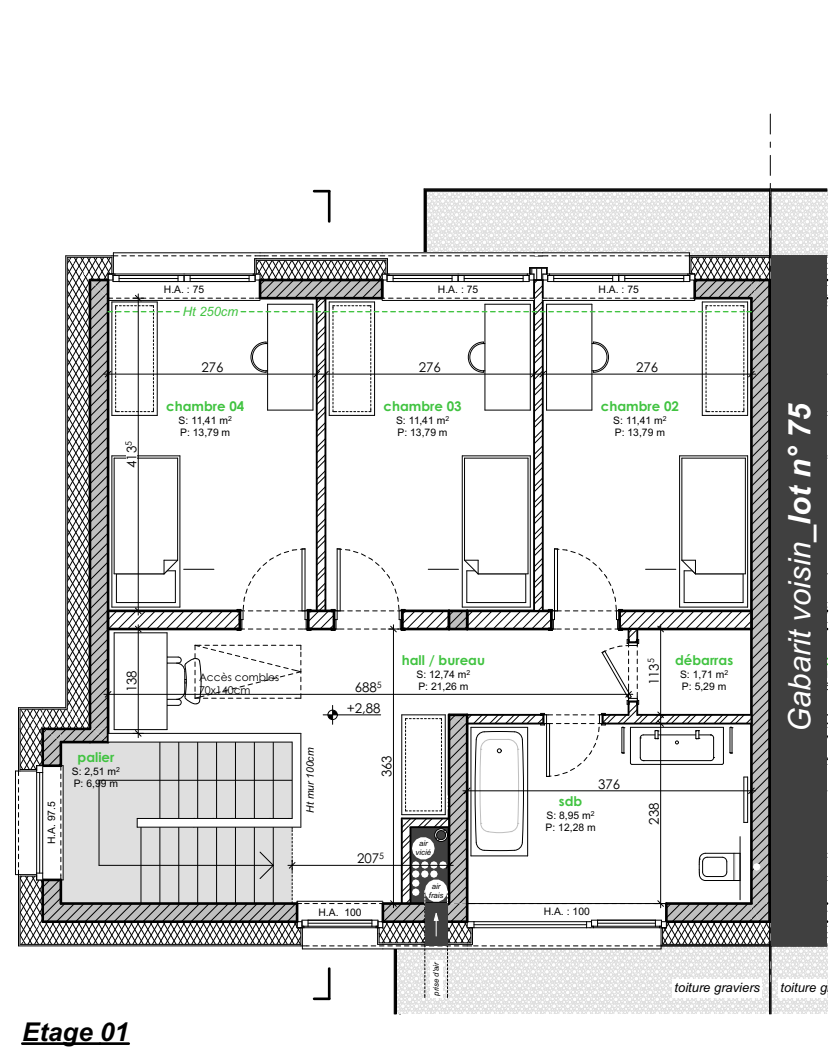 H.A. : 75
H.A. : 75
H.A. : 75
Ht 250cm
276
276
276
chambre 04
S: 11,41 m²
P: 13,79 m
chambre 03
S: 11,41 m²
P: 13,79 m
chambre 02
S: 11,41 m²
P: 13,79 m
413⁵
Gabarit voisin_lot n° 75
138
Accès combles
70x140cm
688⁵
+2,88
hall / bureau
S: 12,74 m²
P: 21,26 m
113⁵
débarras
S: 1,71 m²
P: 5,29 m
palier
S: 2,51 m²
P: 6,99 m
Ht mur 100cm
363
376
sdb
S: 8,95 m²
P: 12,28 m
238
H.A. 97.5
207⁵
air
vicié
air
frais
H.A. 100
H.A. : 100
prise d'air
toiture graviers
toiture g
Etage 01